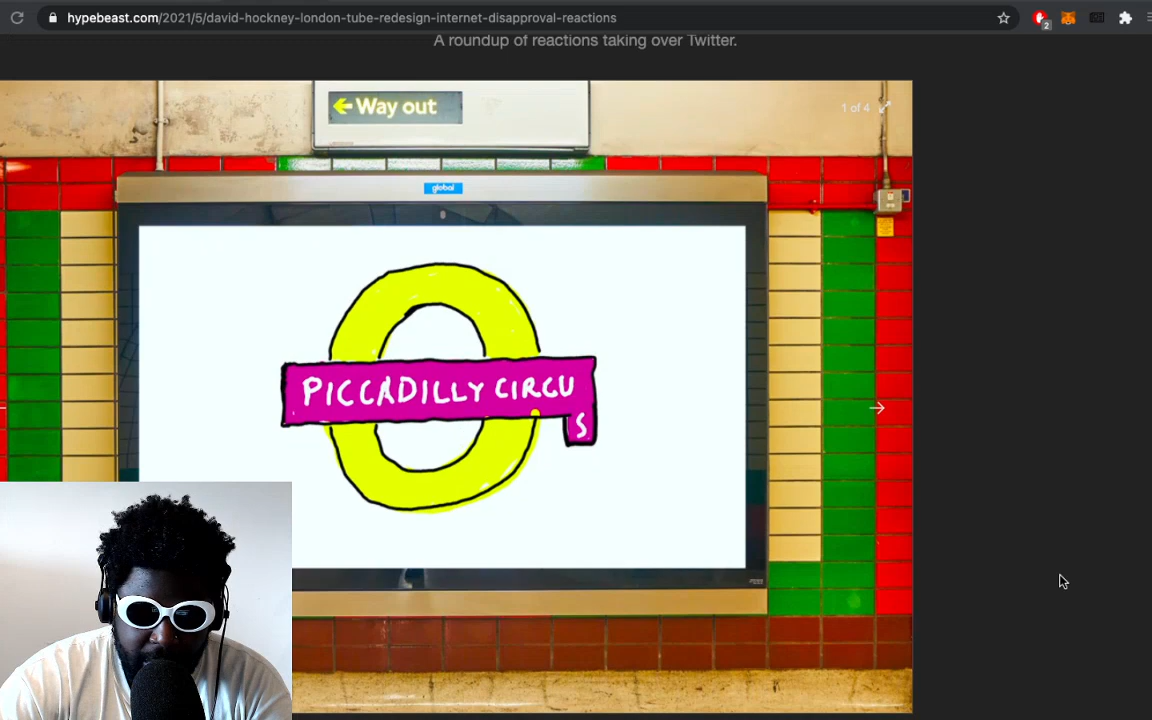 hypebeast.com/2021/5/david-hockney-london-tube-redesign-internet-disapproval-reactions
2
A roundup of reactions taking over Twitter.
← Way out
1 of 4
global
PICCADILLY CIRCU
S